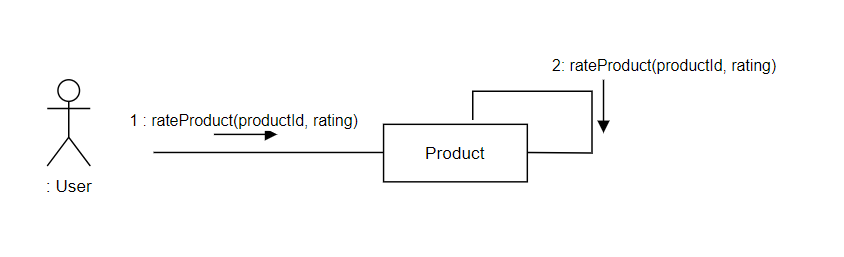 2: rateProduct(productId, rating)
1 : rateProduct(productId, rating)
Product
: User